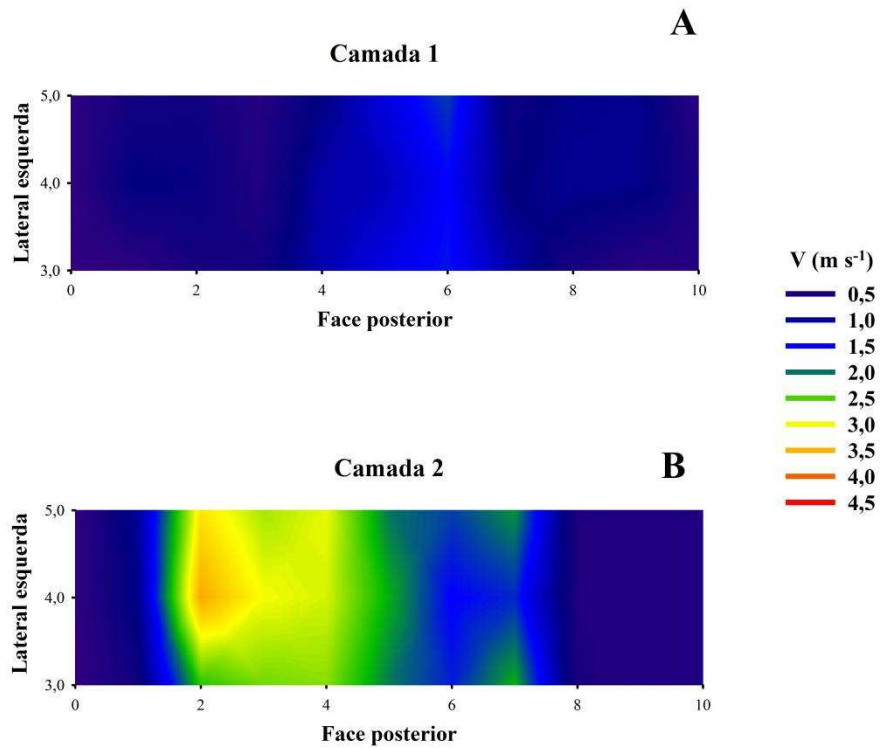 A
Camada 1
5,0
4,0
3,0
Lateral esquerda
0 2 4 6 8 10
Face posterior
V (m s-1)
0,5
1,0
1,5
2,0
2,5
3,0
3,5
4,0
4,5
B
Camada 2
5,0
4,0
3,0
Lateral esquerda
0 2 4 6 8 10
Face posterior